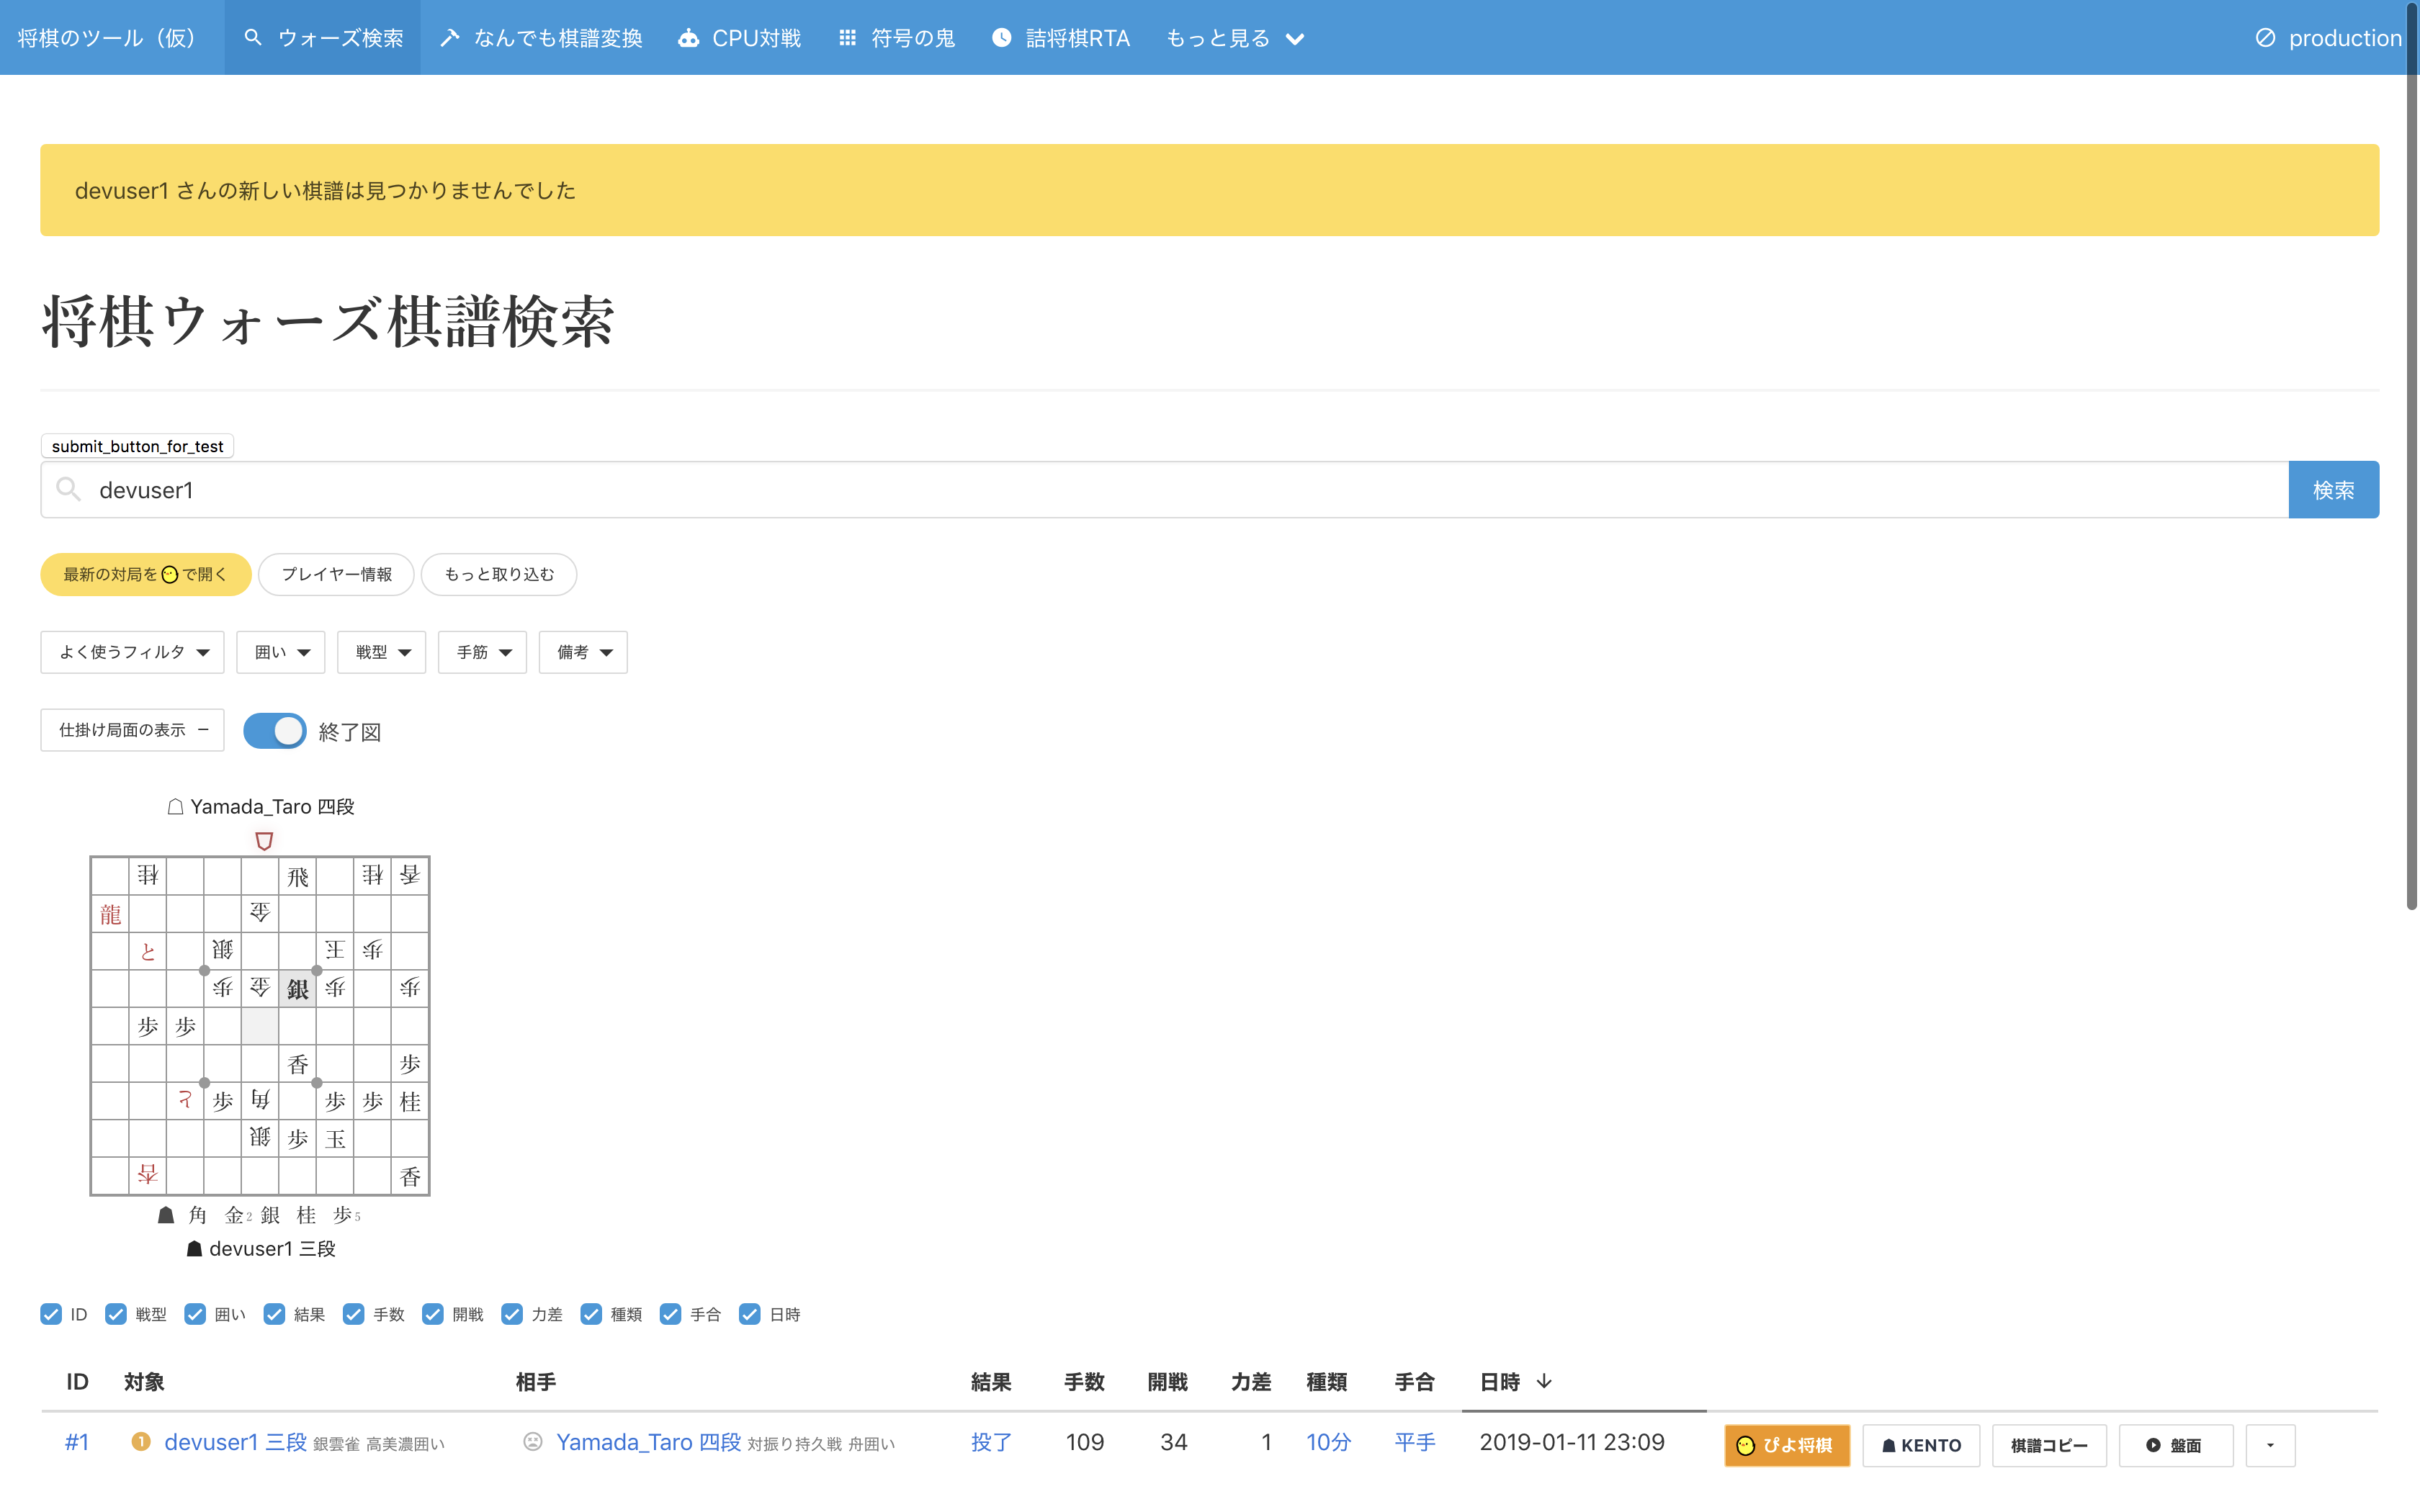 将棋のツール（仮） ウォーズ検索 なんでも棋譜変換 CPU対戦 符号の鬼 詰将棋RTA もっと見る production
devuser1 さんの新しい棋譜は見つかりませんでした
将棋ウォーズ棋譜検索
submit_button_for_test
devuser1 検索
最新の対局を で開く プレイヤー情報 もっと取り込む
よく使うフィルタ 囲い 戦型 手筋 備考
仕掛け局面の表示 終了図
☖ Yamada_Taro 四段
桂 飛 桂 香
龍 金
と 銀 王 歩
歩 金 銀 歩 歩
歩 歩
香 歩
と 歩 角 歩 歩 桂
銀 歩 玉
杏 香
☗ 角 金2 銀 桂 歩5
☗ devuser1 三段
ID 戦型 囲い 結果 手数 開戦 力差 種類 手合 日時
ID 対象 相手 結果 手数 開戦 力差 種類 手合 日時 ↓
#1 1 devuser1 三段 銀雲雀 高美濃囲い Yamada_Taro 四段 対振り持久戦 舟囲い 投了 109 34 1 10分 平手 2019-01-11 23:09 ぴよ将棋 ☗KENTO 棋譜コピー 盤面